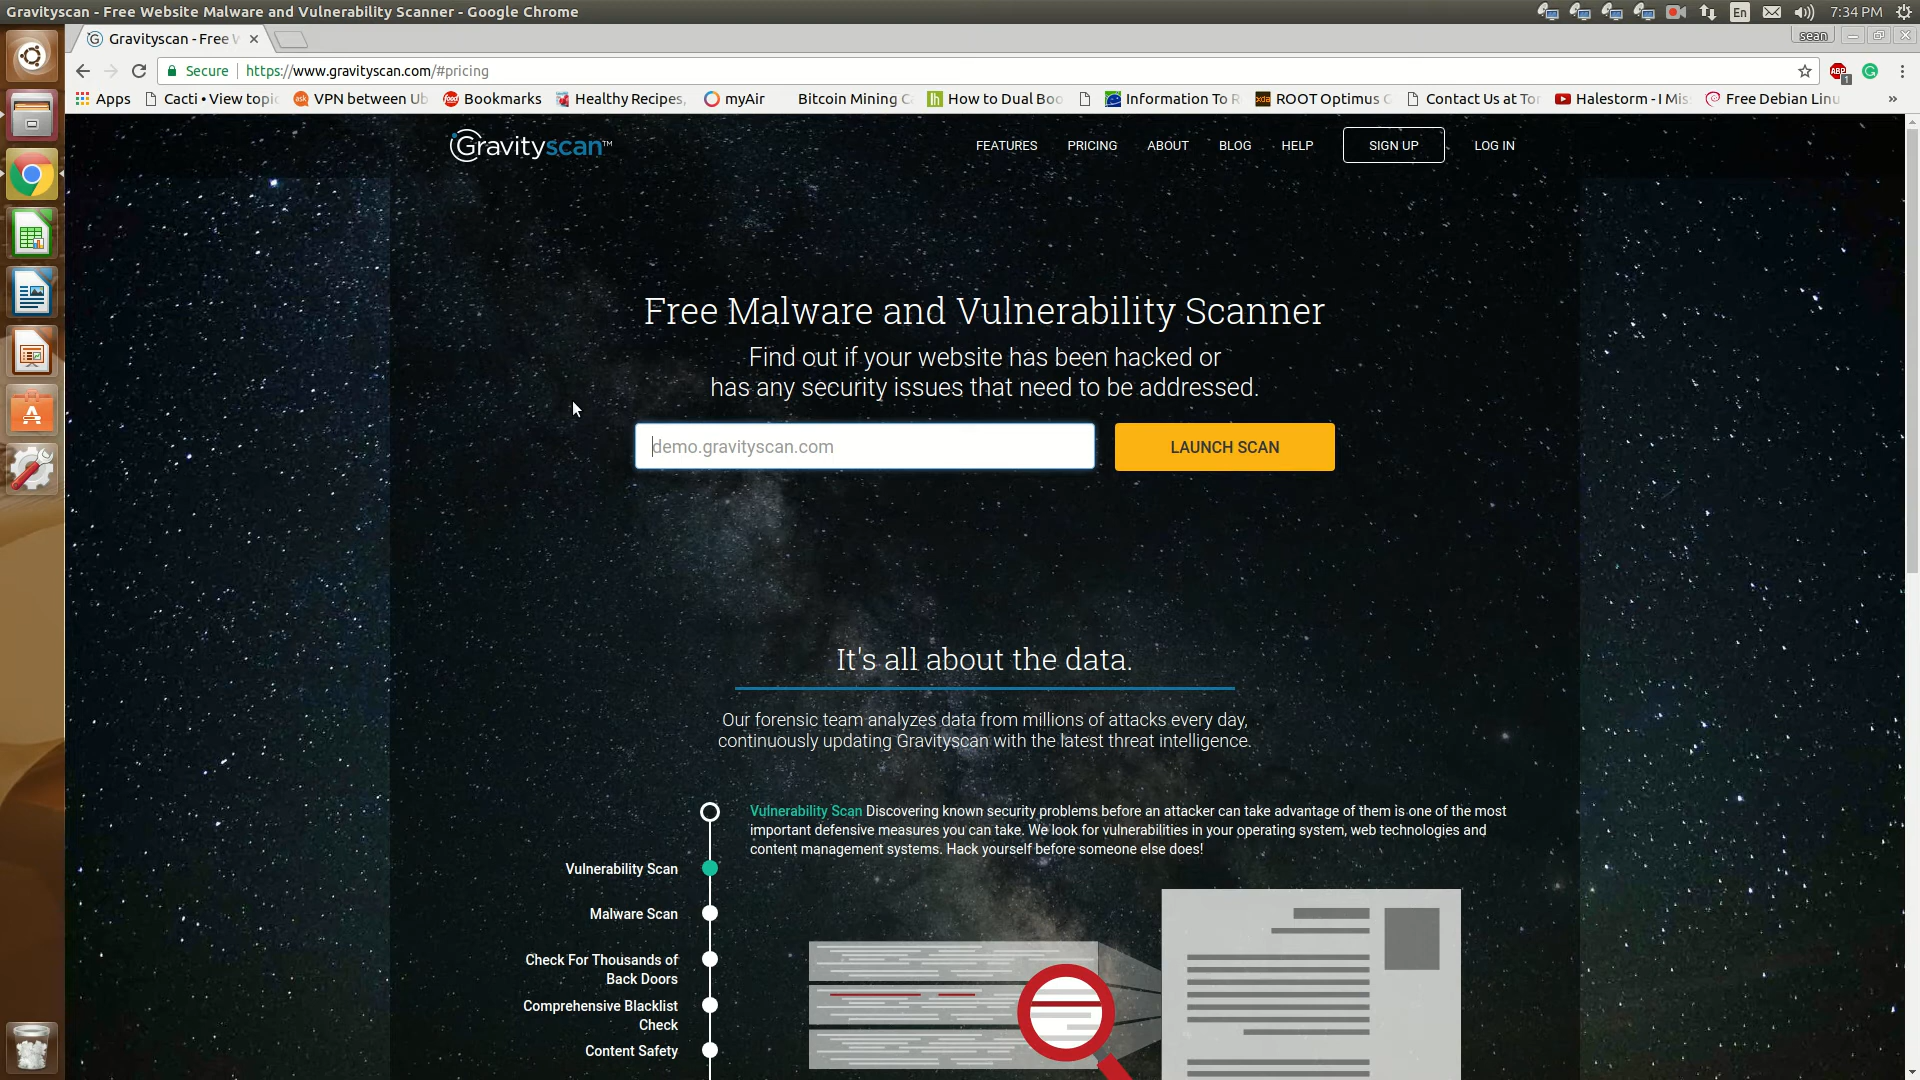 Gravityscan - Free Website Malware and Vulnerability Scanner - Google Chrome
En
7:34 PM
Gravityscan - Free
sean
Secure
https://www.gravityscan.com/#pricing
ABP
1
Apps
Cacti • View topic
ask
VPN between Ub
food
Bookmarks
Healthy Recipes,
myAir
Bitcoin Mining C
How to Dual Boo
Information To R
xda
ROOT Optimus
Contact Us at Tor
Halestorm - I Mis
Free Debian Linu
»
Gravityscan™
FEATURES
PRICING
ABOUT
BLOG
HELP
SIGN UP
LOG IN
Free Malware and Vulnerability Scanner
Find out if your website has been hacked or
has any security issues that need to be addressed.
demo.gravityscan.com
LAUNCH SCAN
It's all about the data.
Our forensic team analyzes data from millions of attacks every day,
continuously updating Gravityscan with the latest threat intelligence.
Vulnerability Scan Discovering known security problems before an attacker can take advantage of them is one of the most
important defensive measures you can take. We look for vulnerabilities in your operating system, web technologies and
content management systems. Hack yourself before someone else does!
Vulnerability Scan
Malware Scan
Check For Thousands of
Back Doors
Comprehensive Blacklist
Check
Content Safety